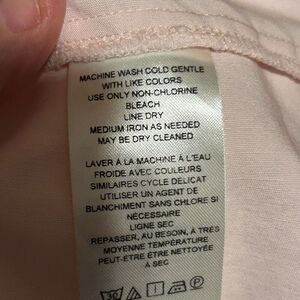 MACHINE WASH COLD GENTLE
WITH LIKE COLORS
USE ONLY NON-CHLORINE
BLEACH
LINE DRY
MEDIUM IRON AS NEEDED
MAY BE DRY CLEANED
LAVER À LA MACHINE À L'EAU
FROIDE AVEC COULEURS
SIMILAIRES CYCLE DÉLICAT
UTILISER UN AGENT DE
BLANCHIMENT SANS CHLORE SI
NÉCESSAIRE
LIGNE SEC
REPASSER, AU BESOIN, À TRÈS
MOYENNE TEMPÉRATURE
PEUT-ÊTRE ÊTRE NETTOYÉE
À SEC
30
P